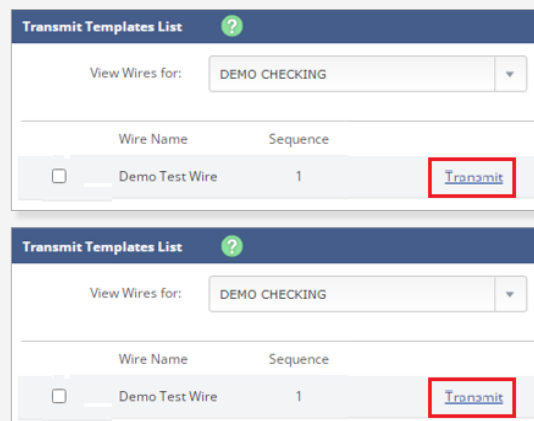 Transmit Templates List ?
View Wires for: DEMO CHECKING
Wire Name Sequence
Demo Test Wire 1 Transmit
Transmit Templates List ?
View Wires for: DEMO CHECKING
Wire Name Sequence
Demo Test Wire 1 Transmit